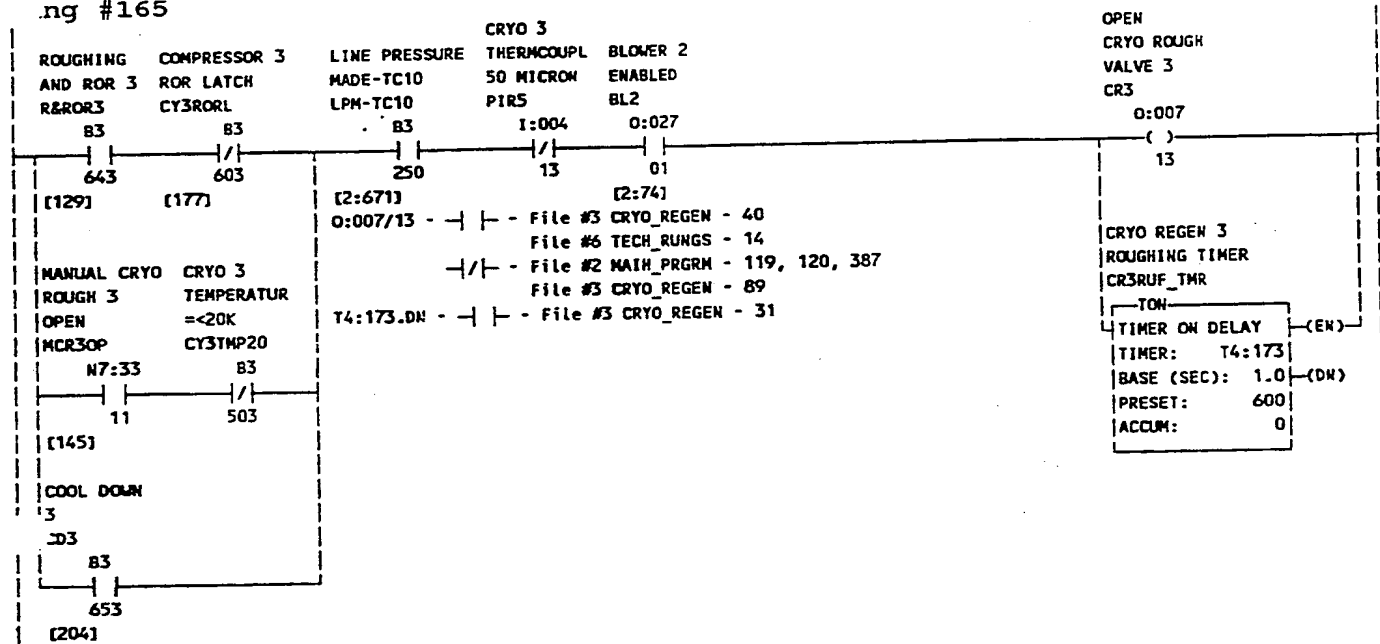 .ng #165
CRYO 3
OPEN
ROUGHING COMPRESSOR 3 LINE PRESSURE THERMCOUPL BLOWER 2 CRYO ROUGH
AND ROR 3 ROR LATCH MADE-TC10 50 MICRON ENABLED VALVE 3
R&ROR3 CY3RORL LPM-TC10 PIR5 BL2 CR3
B3 B3 B3 I:004 O:027 O:007
643 603 250 13 01 13
[129] [177] [2:671] [2:74]
O:007/13 - -| |- - File #3 CRYO_REGEN - 40
File #6 TECH_RUNGS - 14
-|/|- - File #2 MAIN_PRGRM - 119, 120, 387
File #3 CRYO_REGEN - 89
T4:173.DN - -| |- - File #3 CRYO_REGEN - 31
MANUAL CRYO CRYO 3
ROUGH 3 TEMPERATUR
OPEN =<20K
MCR3OP CY3TMP20
N7:33 B3
11 503
[145]
COOL DOWN
3
D3
B3
653
[204]
CRYO REGEN 3
ROUGHING TIMER
CR3RUF_TMR
TON
TIMER ON DELAY (EN)
TIMER: T4:173
BASE (SEC): 1.0 (DN)
PRESET: 600
ACCUM: 0